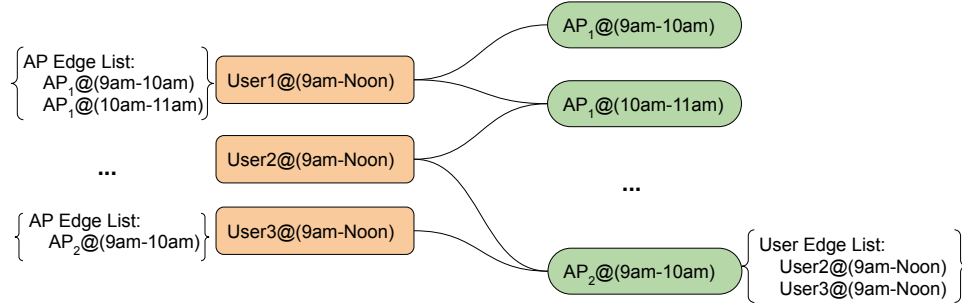 AP₁@(9am-10am)
AP Edge List:
AP₁@(9am-10am)
AP₁@(10am-11am)
User1@(9am-Noon)
AP₁@(10am-11am)
...
User2@(9am-Noon)
...
AP Edge List:
AP₂@(9am-10am)
User3@(9am-Noon)
AP₂@(9am-10am)
User Edge List:
User2@(9am-Noon)
User3@(9am-Noon)